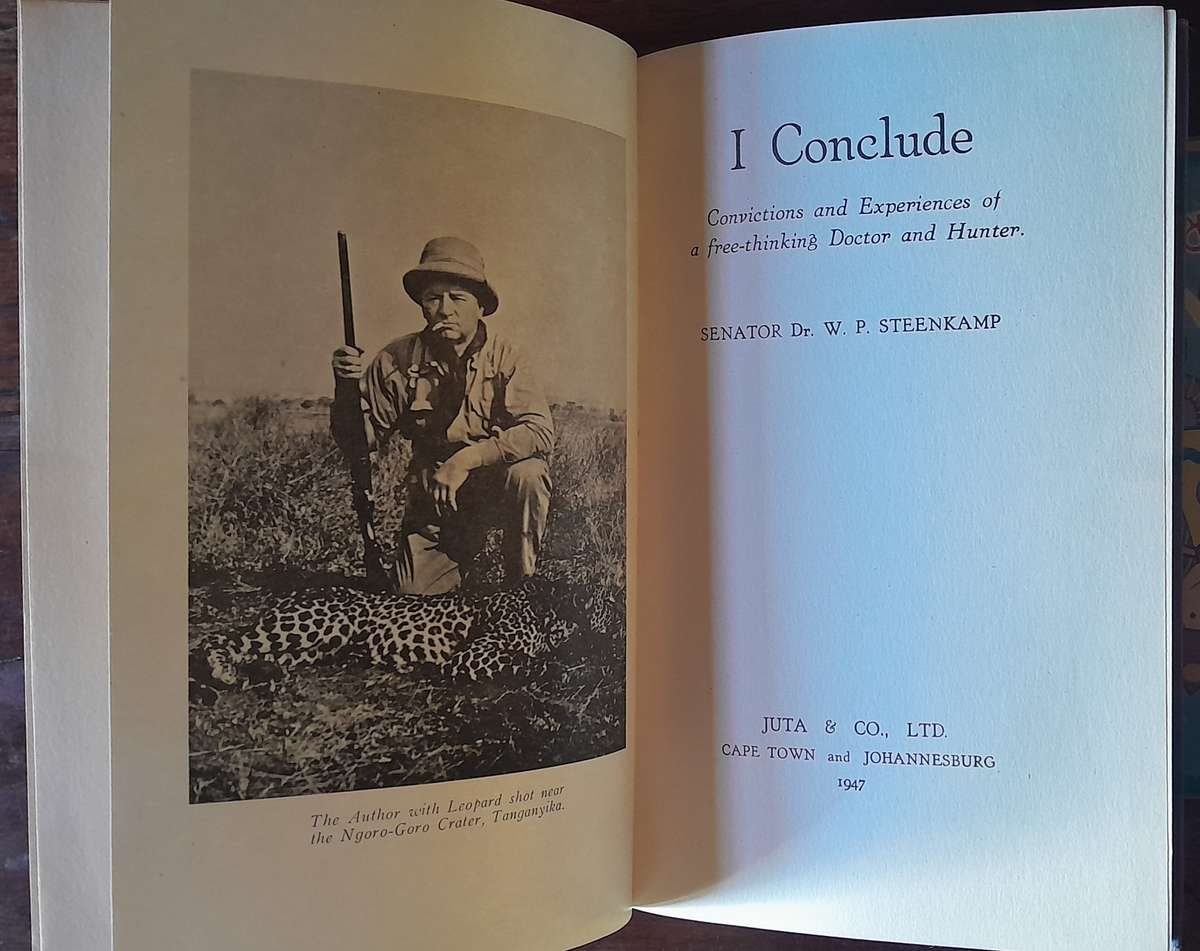 The Author with Leopard shot near
the Ngoro-Goro Crater, Tanganyika.
I Conclude
Convictions and Experiences of
a free-thinking Doctor and Hunter.
SENATOR Dr. W. P. STEENKAMP
JUTA & CO., LTD.
CAPE TOWN and JOHANNESBURG
1947